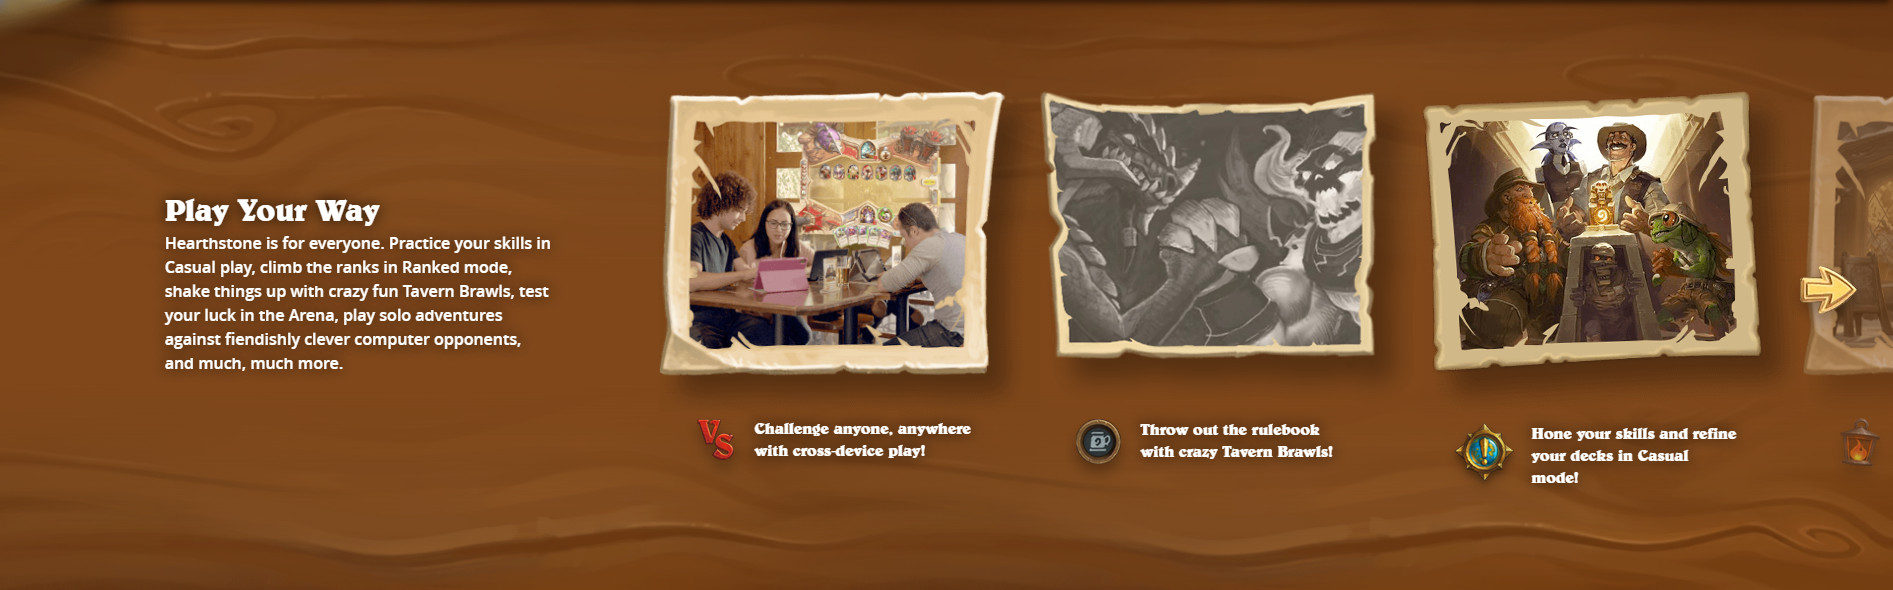 Play Your Way
Hearthstone is for everyone. Practice your skills in
Casual play, climb the ranks in Ranked mode,
shake things up with crazy fun Tavern Brawls, test
your luck in the Arena, play solo adventures
against fiendishly clever computer opponents,
and much, much more.
VS
Challenge anyone, anywhere
with cross-device play!
Throw out the rulebook
with crazy Tavern Brawls!
Hone your skills and refine
your decks in Casual
mode!